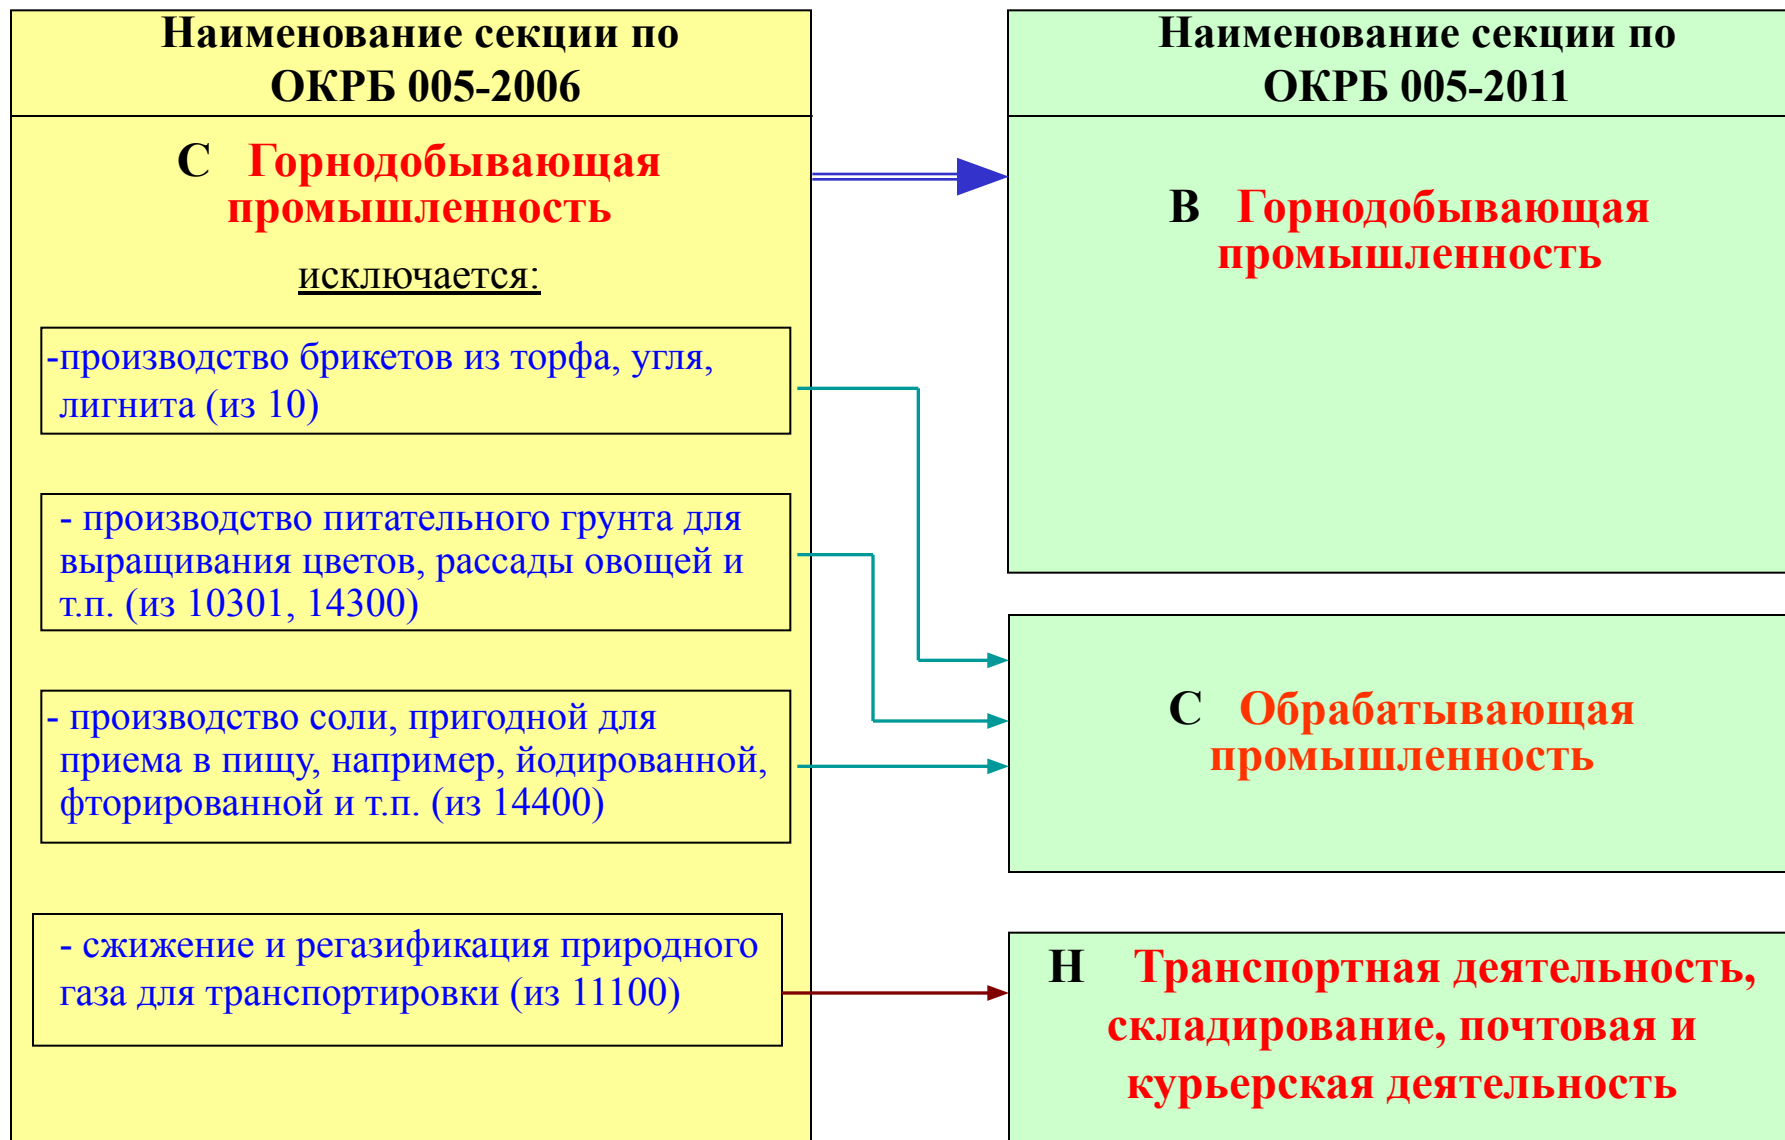 Наименование секции по
ОКРБ 005-2006
С Горнодобывающая
промышленность
исключается:
-производство брикетов из торфа, угля,
лигнита (из 10)
- производство питательного грунта для
выращивания цветов, рассады овощей и
т.п. (из 10301, 14300)
- производство соли, пригодной для
приема в пищу, например, йодированной,
фторированной и т.п. (из 14400)
- сжижение и регазификация природного
газа для транспортировки (из 11100)
Наименование секции по
ОКРБ 005-2011
В Горнодобывающая
промышленность
С Обрабатывающая
промышленность
Н Транспортная деятельность,
складирование, почтовая и
курьерская деятельность